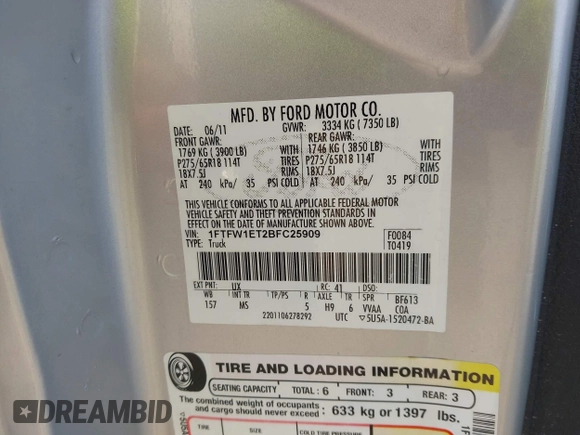 MFD. BY FORD MOTOR CO.
DATE: 06/11 GVWR: 3334 KG ( 7350 LB)
FRONT GAWR: REAR GAWR:
1769 KG ( 3900 LB) WITH 1746 KG ( 3850 LB) WITH
P275/65R18 114T TIRES P275/65R18 114T TIRES
18X7.5J RIMS 18X7.5J RIMS
AT 240 kPa/ 35 PSI COLD AT 240 kPa/ 35 PSI COLD
THIS VEHICLE CONFORMS TO ALL APPLICABLE FEDERAL MOTOR
VEHICLE SAFETY AND THEFT PREVENTION STANDARDS IN
EFFECT ON THE DATE OF MANUFACTURE SHOWN ABOVE.
VIN: 1FTFW1ET2BFC25909 F0084
TYPE: Truck T0419
EXT PNT: UX RC: 41 DSO:
WB INT TR TP/PS R AXLE TR SPR BF613
157 MS 5 H9 6 VVAA COA
2201106278292 UTC ▽5U5A-1520472-BA
TIRE AND LOADING INFORMATION
SEATING CAPACITY TOTAL: 6 FRONT: 3 REAR: 3
The combined weight of occupants and cargo should never exceed: 633 kg or 1397 lbs.
TIRE SIZE COLD TIRE PRESSURE
DREAMBID